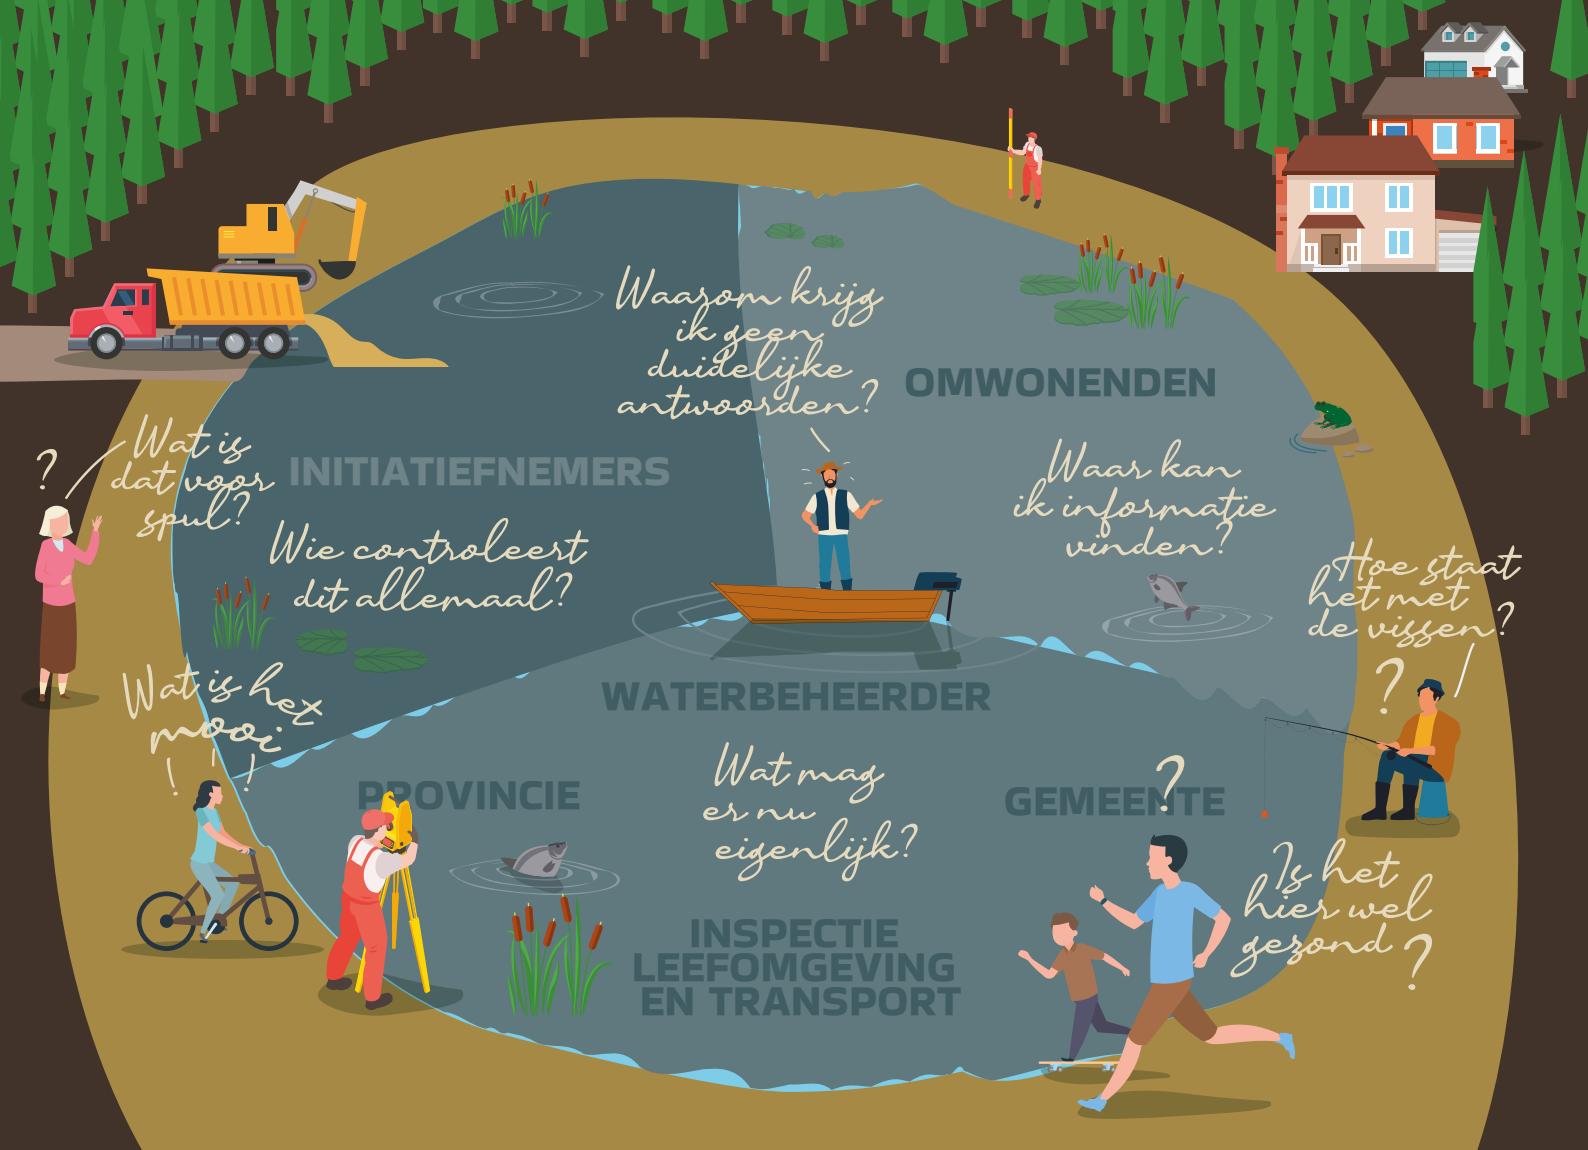 Waarom krijg
ik geen
duidelijke
antwoorden?
OMWONENDEN
Wat is
dat voor
spul?
?
INITIATIEFNEMERS
Waar kan
ik informatie
vinden?
Wie controleert
dit allemaal?
Hoe staat
het met
de vissen?
?
Wat is het
mooi
!!!
WATERBEHEERDER
PROVINCIE
Wat mag
er nu
eigenlijk?
GEMEENTE
?
Is het
hier wel
gezond
?
INSPECTIE
LEEFOMGEVING
EN TRANSPORT